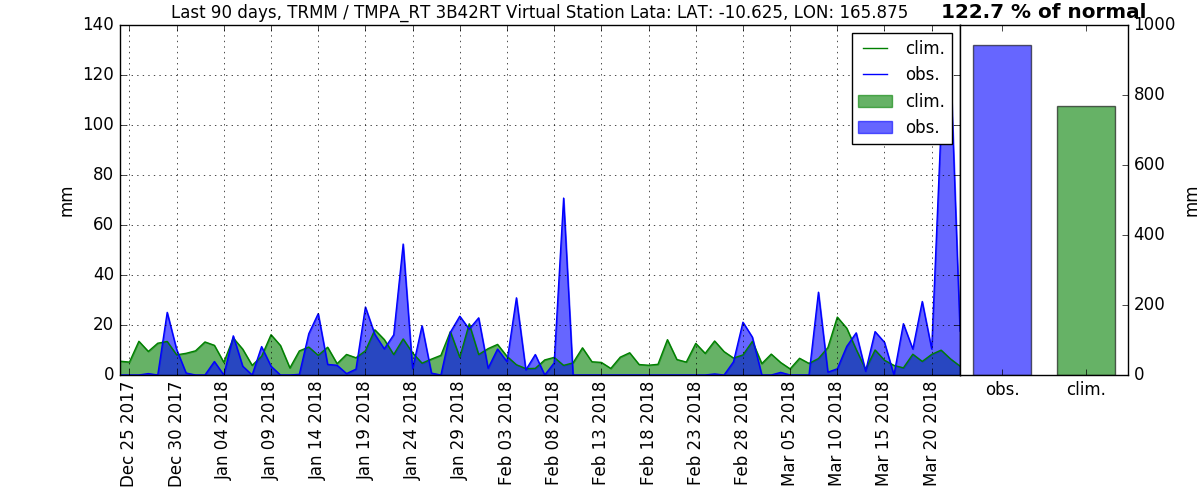 Last 90 days, TRMM / TMPA_RT 3B42RT Virtual Station Lata: LAT: -10.625, LON: 165.875
122.7 % of normal
140
120
100
80
60
40
20
0
mm
clim.
obs.
clim.
obs.
1000
800
600
400
200
0
mm
obs.
clim.
Dec 25 2017
Dec 30 2017
Jan 04 2018
Jan 09 2018
Jan 14 2018
Jan 19 2018
Jan 24 2018
Jan 29 2018
Feb 03 2018
Feb 08 2018
Feb 13 2018
Feb 18 2018
Feb 23 2018
Feb 28 2018
Mar 05 2018
Mar 10 2018
Mar 15 2018
Mar 20 2018